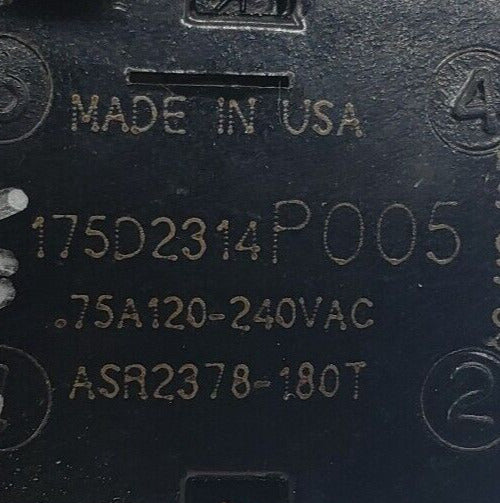 MADE IN USA
4
175D2314P005
.75A120-240VAC
ASR2378-180T
2